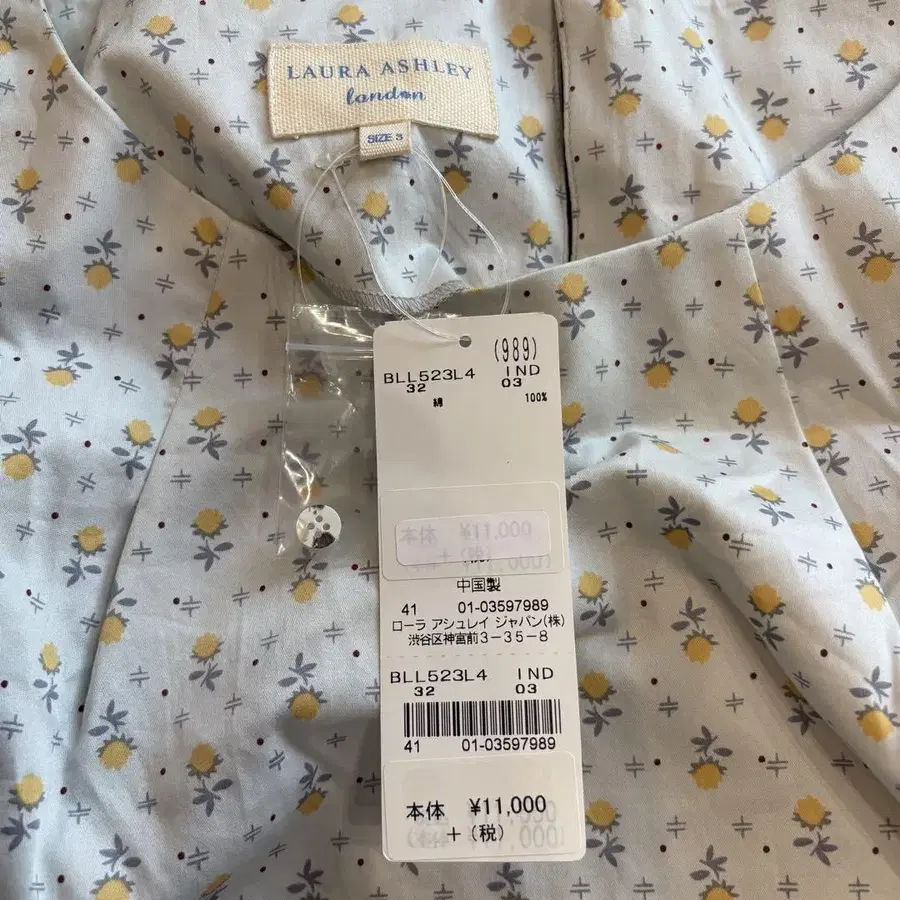 LAURA ASHLEY
london
SIZE 3
(989)
BLL523L4 IND
32 03
綿 100%
本体 ¥11,000
+ (税)
中国製
41 01-03597989
ローラ アシュレイ ジャパン(株)
渋谷区神宮前3-35-8
BLL523L4 IND
32 03
41 01-03597989
本体 ¥11,000
+ (税)